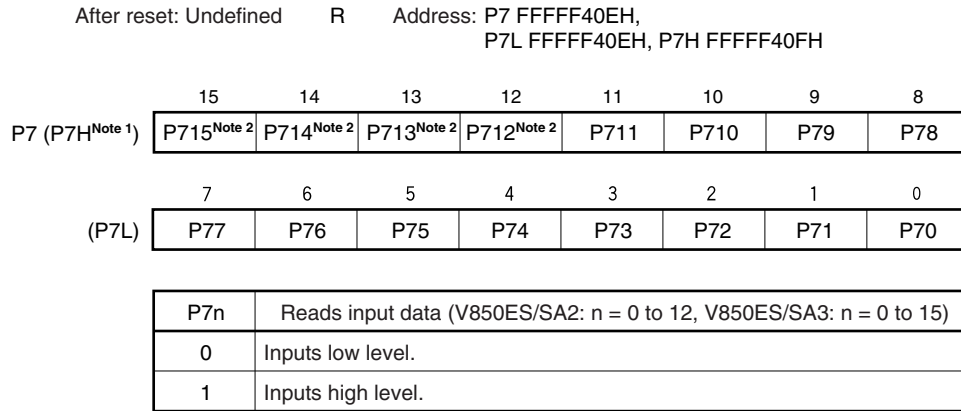 After reset: Undefined R Address: P7 FFFFF40EH,
P7L FFFFF40EH, P7H FFFFF40FH
15 14 13 12 11 10 9 8
P7 (P7HNote 1) P715Note 2 P714Note 2 P713Note 2 P712Note 2 P711 P710 P79 P78
7 6 5 4 3 2 1 0
(P7L) P77 P76 P75 P74 P73 P72 P71 P70
P7n Reads input data (V850ES/SA2: n = 0 to 12, V850ES/SA3: n = 0 to 15)
0 Inputs low level.
1 Inputs high level.